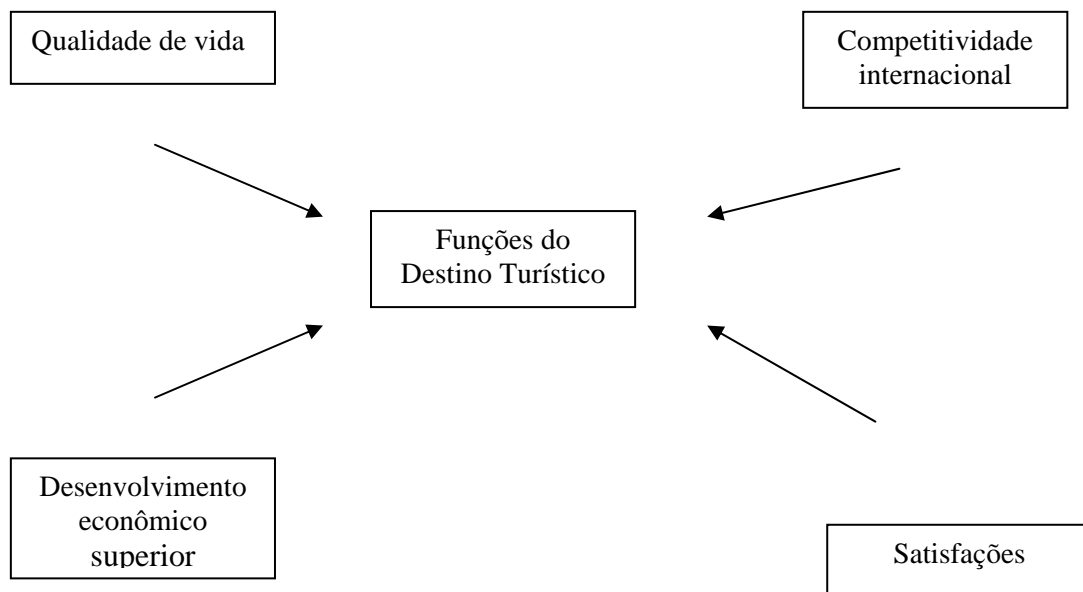 Qualidade de vida
Competitividade
internacional
Funções do
Destino Turístico
Desenvolvimento
econômico
superior
Satisfações